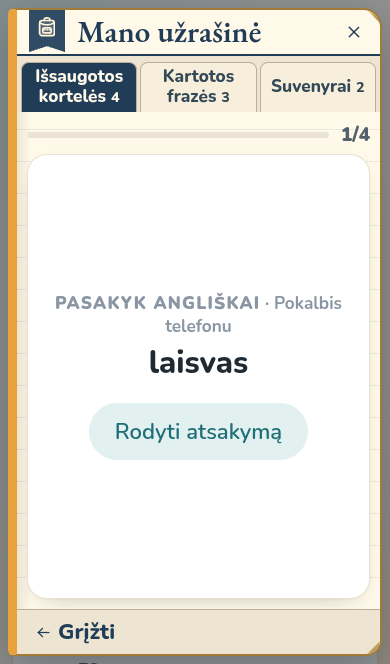 Mano užrašinė
×
Išsaugotos
kortelės 4
Kartotos
frazės 3
Suvenyrai 2
1/4
PASAKYK ANGLIŠKAI · Pokalbis
telefonu
laisvas
Rodyti atsakymą
← Grįžti